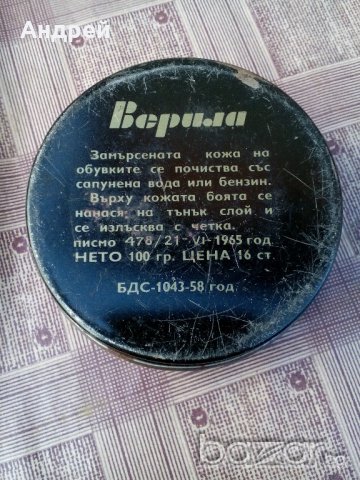 Андрей
Верила
Замърсената кожа на
обувките се почиства със
сапунена вода или бензин.
Върху кожата боята се
нанася на тънък слой и
се излъсква с четка.
писмо 478/21-VI-1965 год
НЕТО 100 гр. ЦЕНА 16 ст
БДС-1043-58 год.
bazar